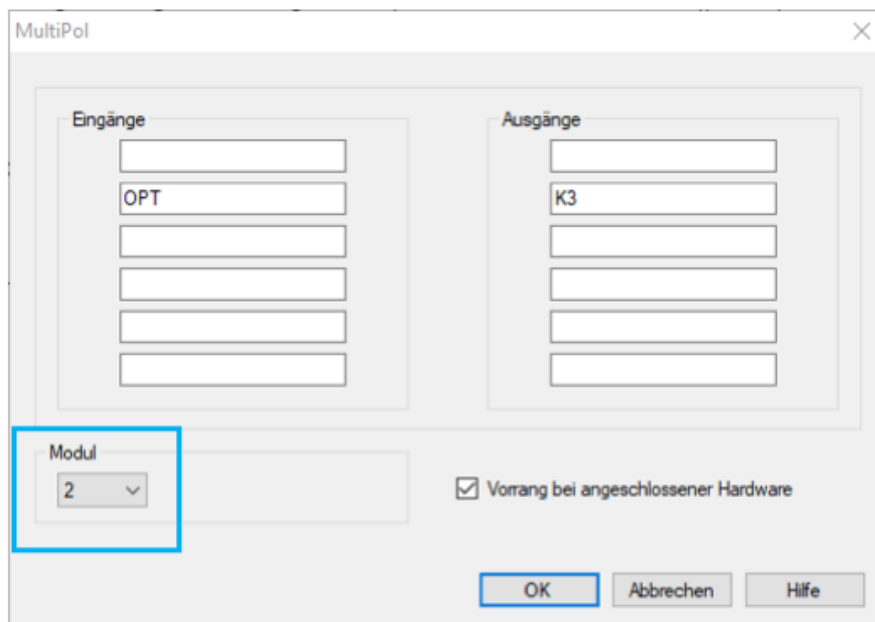 MultiPol
Eingänge
Ausgänge
OPT
K3
Modul
2
Vorrang bei angeschlossener Hardware
OK
Abbrechen
Hilfe